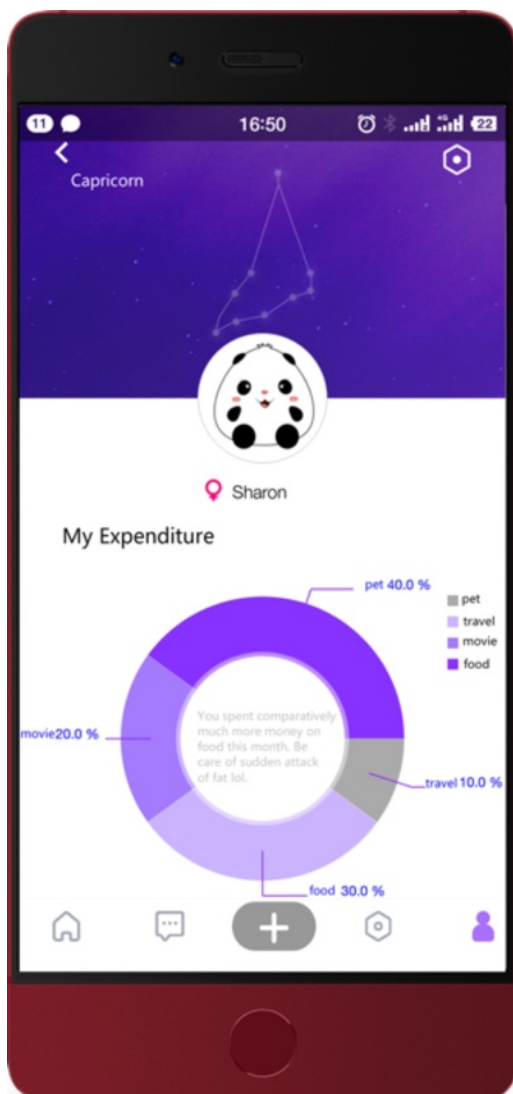 11
16:50
4G
22
Capricorn
Sharon
My Expenditure
pet 40.0 %
pet
travel
movie
food
movie20.0 %
You spent comparatively
much more money on
food this month. Be
care of sudden attack
of fat lol.
travel 10.0 %
food 30.0 %